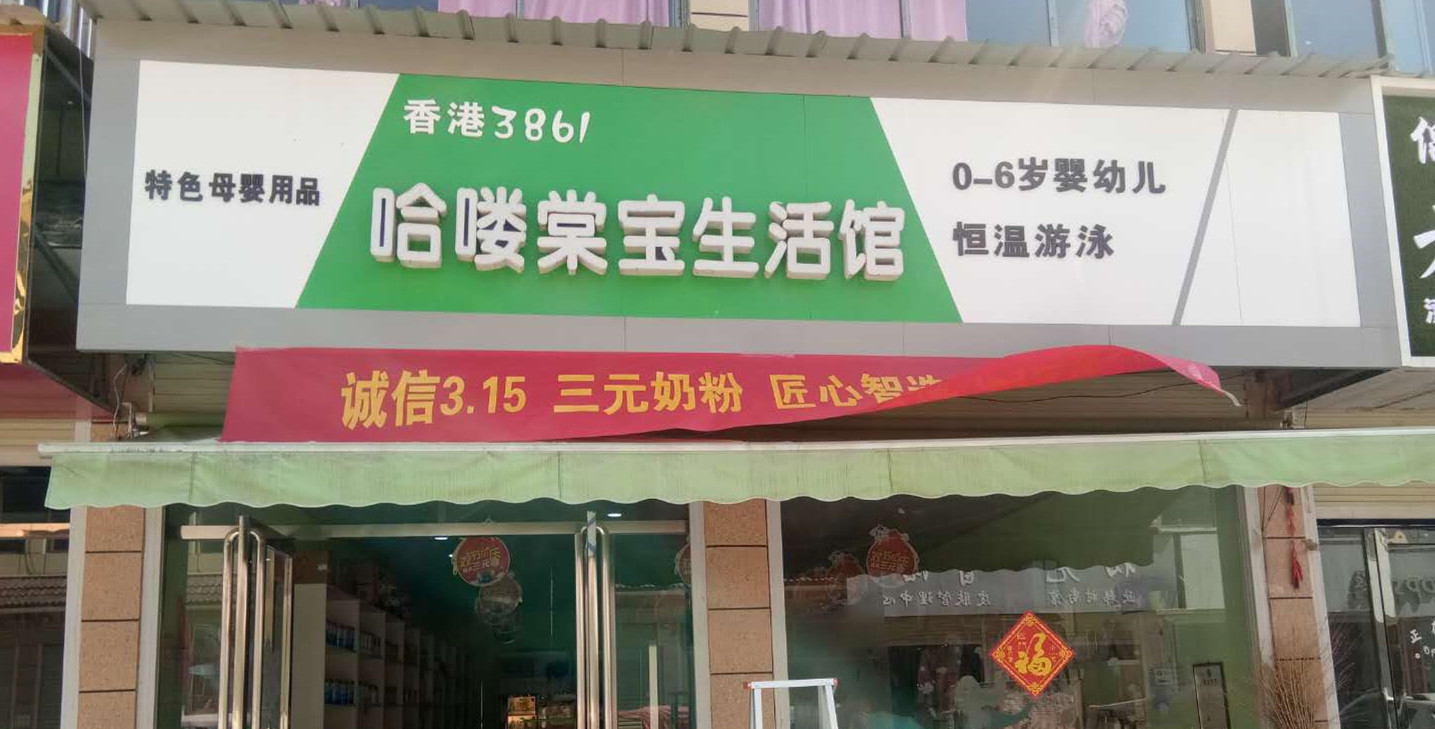 香港3861
特色母婴用品
哈喽棠宝生活馆
0-6岁婴幼儿
恒温游泳
诚信3.15 三元奶粉 匠心智造
福